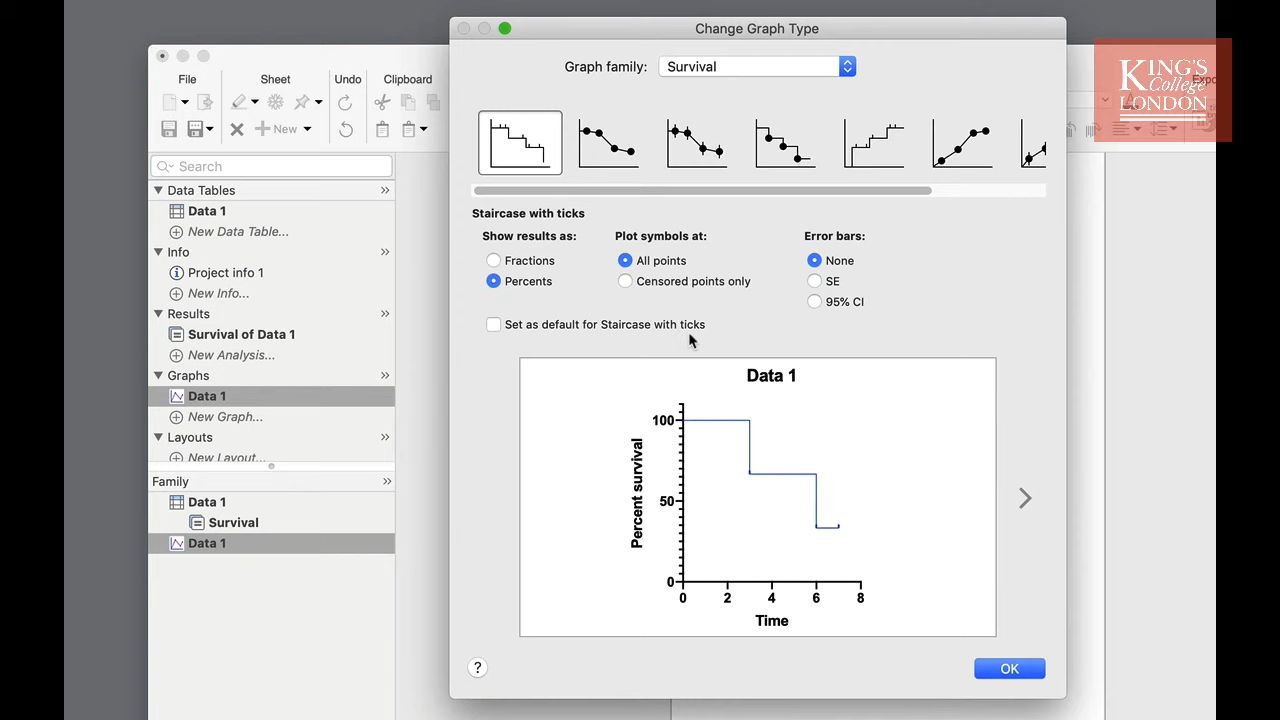 Change Graph Type
File
Sheet
Undo
Clipboard
Graph family:
Survival
KING'S
College
LONDON
New
Search
Data Tables
Data 1
New Data Table...
Info
Project info 1
New Info...
Results
Survival of Data 1
New Analysis...
Graphs
Data 1
New Graph...
Layouts
New Layout...
Family
Data 1
Survival
Data 1
Staircase with ticks
Show results as:
Fractions
Percents
Plot symbols at:
All points
Censored points only
Error bars:
None
SE
95% CI
Set as default for Staircase with ticks
Data 1
Percent survival
100
50
0
0 2 4 6 8
Time
?
OK